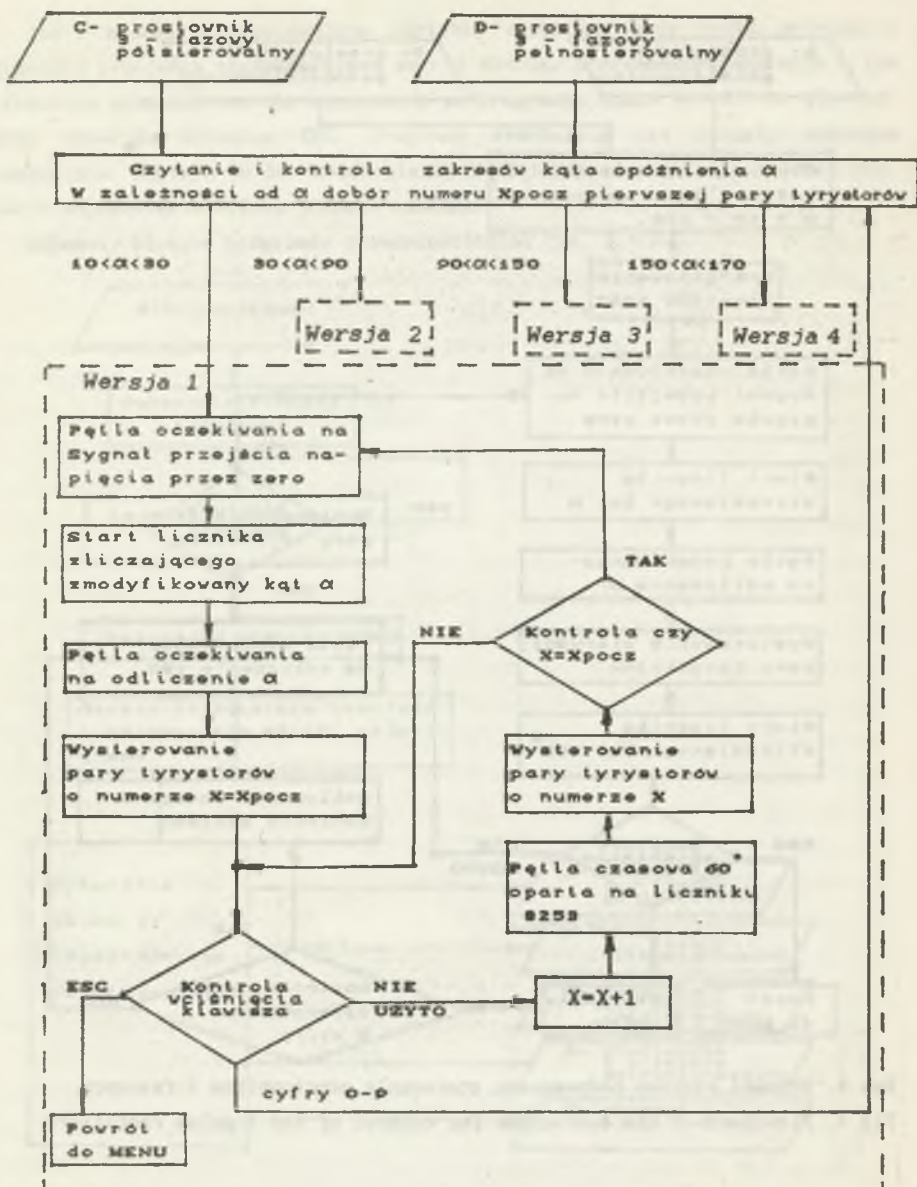 C- prostownik
3 - fazowy
półsterowalny
D- prostownik
3 - fazowy
pełnosterowalny
Czytanie i kontrola zakresów kąta opóźnienia α
W zależności od α dobór numeru Xpocz pierwszej pary tyrystorów
10<α<30
30<α<90
90<α<150
150<α<170
Wersja 2
Wersja 3
Wersja 4
Wersja 1
Pętla oczekiwania na
Sygnał przejścia na-
pięcia przez zero
Start licznika
zliczającego
zmodyfikowany kąt α
TAK
NIE
Kontrola czy
X=Xpocz
Pętla oczekiwania
na odliczenie α
Wysterowanie
pary tyrystorów
o numerze X=Xpocz
Wysterowanie
pary tyrystorów
o numerze X
Pętla czasowa 60°
oparta na liczniku
8253
ESC
Kontrola
wciśnięcia
klawisza
NIE
UŻYTO
X=X+1
cyfry 0-9
Powrót
do MENU